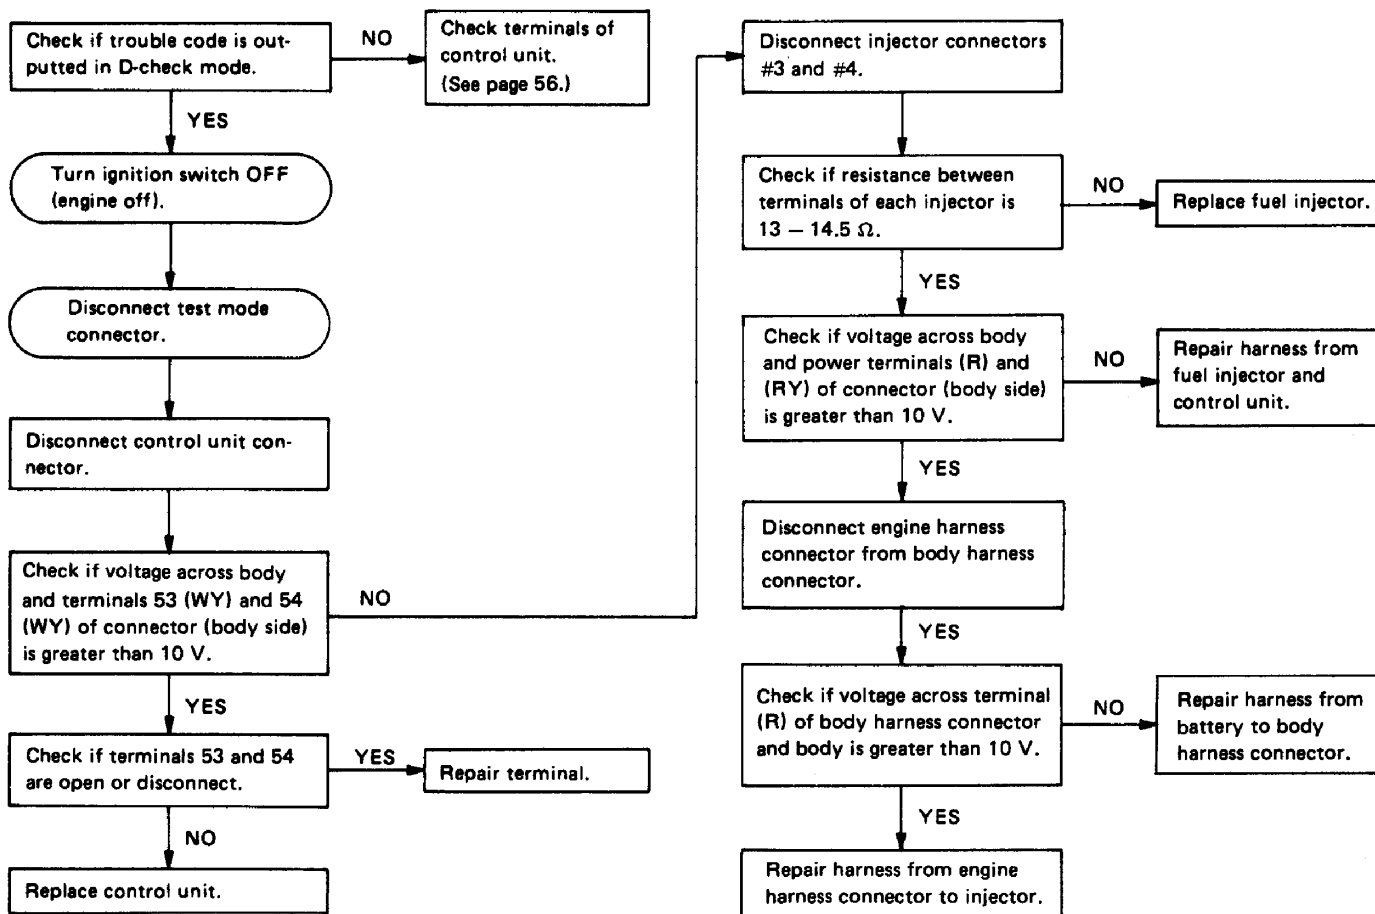 Check if trouble code is out-
putted in D-check mode.
NO
Check terminals of
control unit.
(See page 56.)
YES
Turn ignition switch OFF
(engine off).
Disconnect test mode
connector.
Disconnect control unit con-
nector.
Check if voltage across body
and terminals 53 (WY) and 54
(WY) of connector (body side)
is greater than 10 V.
NO
YES
Check if terminals 53 and 54
are open or disconnect.
YES
Repair terminal.
NO
Replace control unit.
Disconnect injector connectors
#3 and #4.
Check if resistance between
terminals of each injector is
13 – 14.5 Ω.
NO
Replace fuel injector.
YES
Check if voltage across body
and power terminals (R) and
(RY) of connector (body side)
is greater than 10 V.
NO
Repair harness from
fuel injector and
control unit.
YES
Disconnect engine harness
connector from body harness
connector.
YES
Check if voltage across terminal
(R) of body harness connector
and body is greater than 10 V.
NO
Repair harness from
battery to body
harness connector.
YES
Repair harness from engine
harness connector to injector.